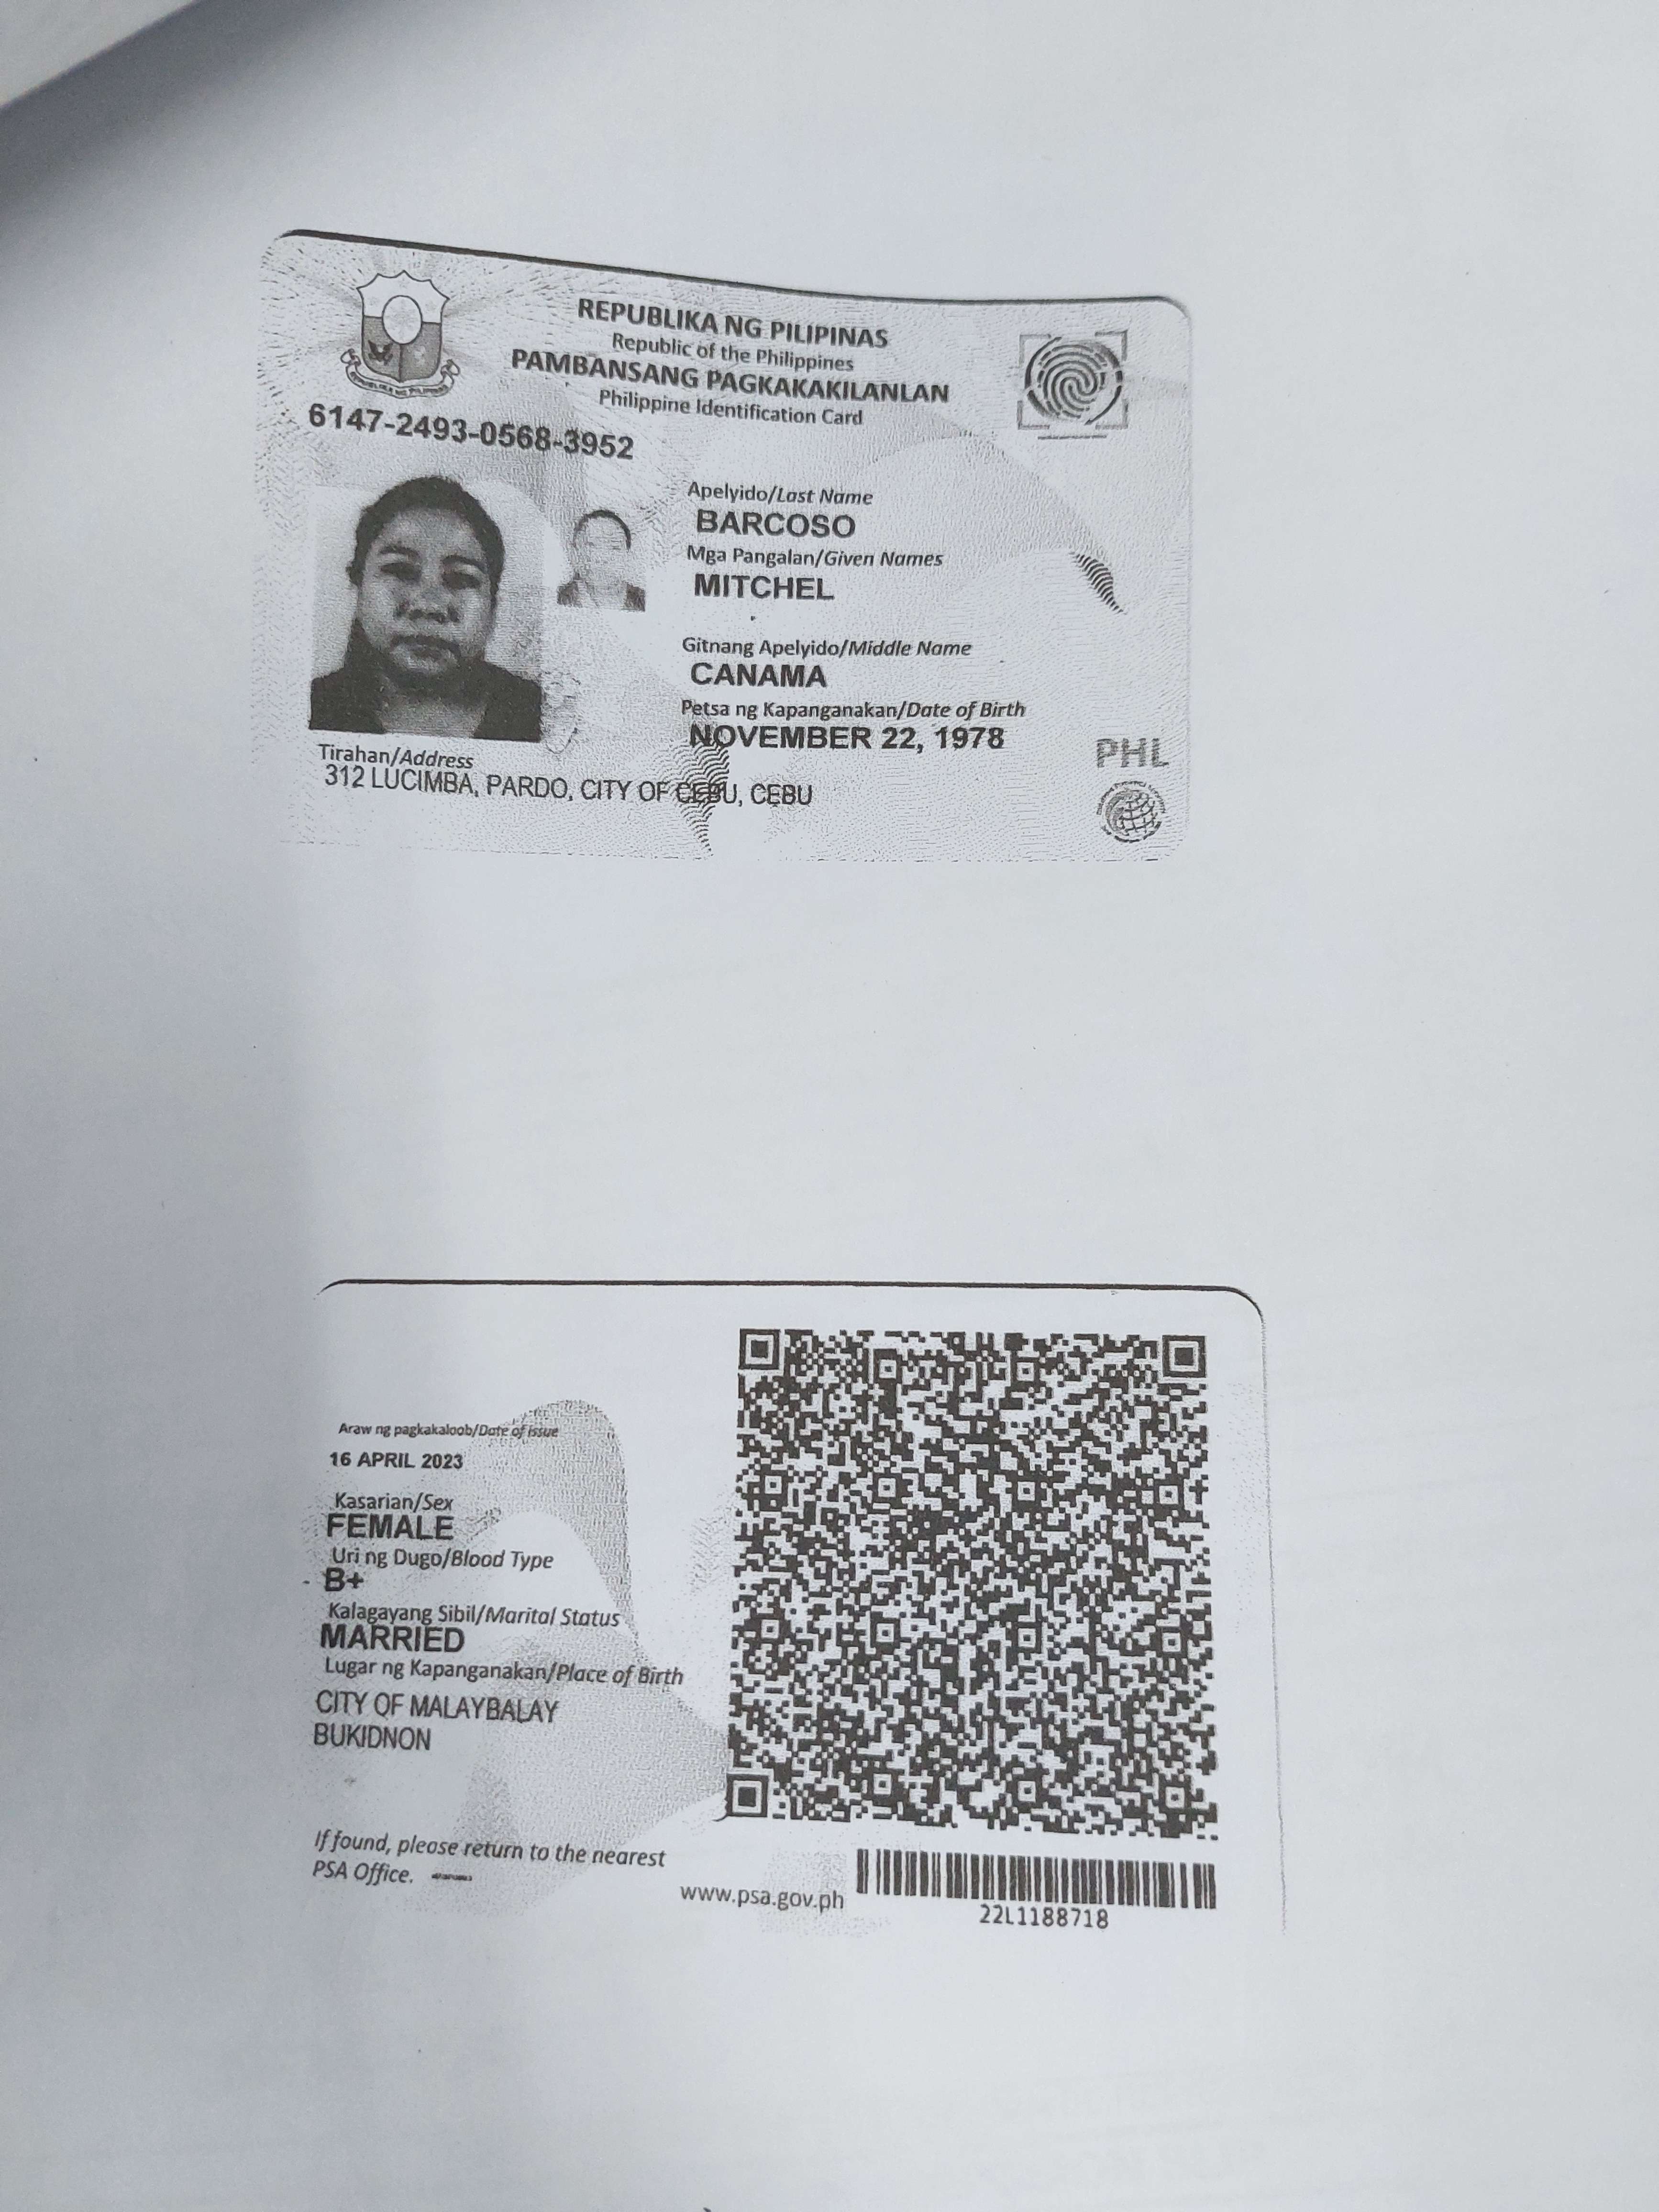 REPUBLIKA NG PILIPINAS
Republic of the Philippines
PAMBANSANG PAGKAKAKILANLAN
Philippine Identification Card
6147-2493-0568-3952
Apelyido/Last Name
BARCOSO
Mga Pangalan/Given Names
MITCHEL
Gitnang Apelyido/Middle Name
CANAMA
Petsa ng Kapanganakan/Date of Birth
NOVEMBER 22, 1978
PHL
Tirahan/Address
312 LUCIMBA, PARDO, CITY OF CEBU, CEBU
Araw ng pagkakaloob/Date of issue
16 APRIL 2023
Kasarian/Sex
FEMALE
Uri ng Dugo/Blood Type
B+
Kalagayang Sibil/Marital Status
MARRIED
Lugar ng Kapanganakan/Place of Birth
CITY OF MALAYBALAY
BUKIDNON
If found, please return to the nearest
PSA Office.
www.psa.gov.ph
22L1188718